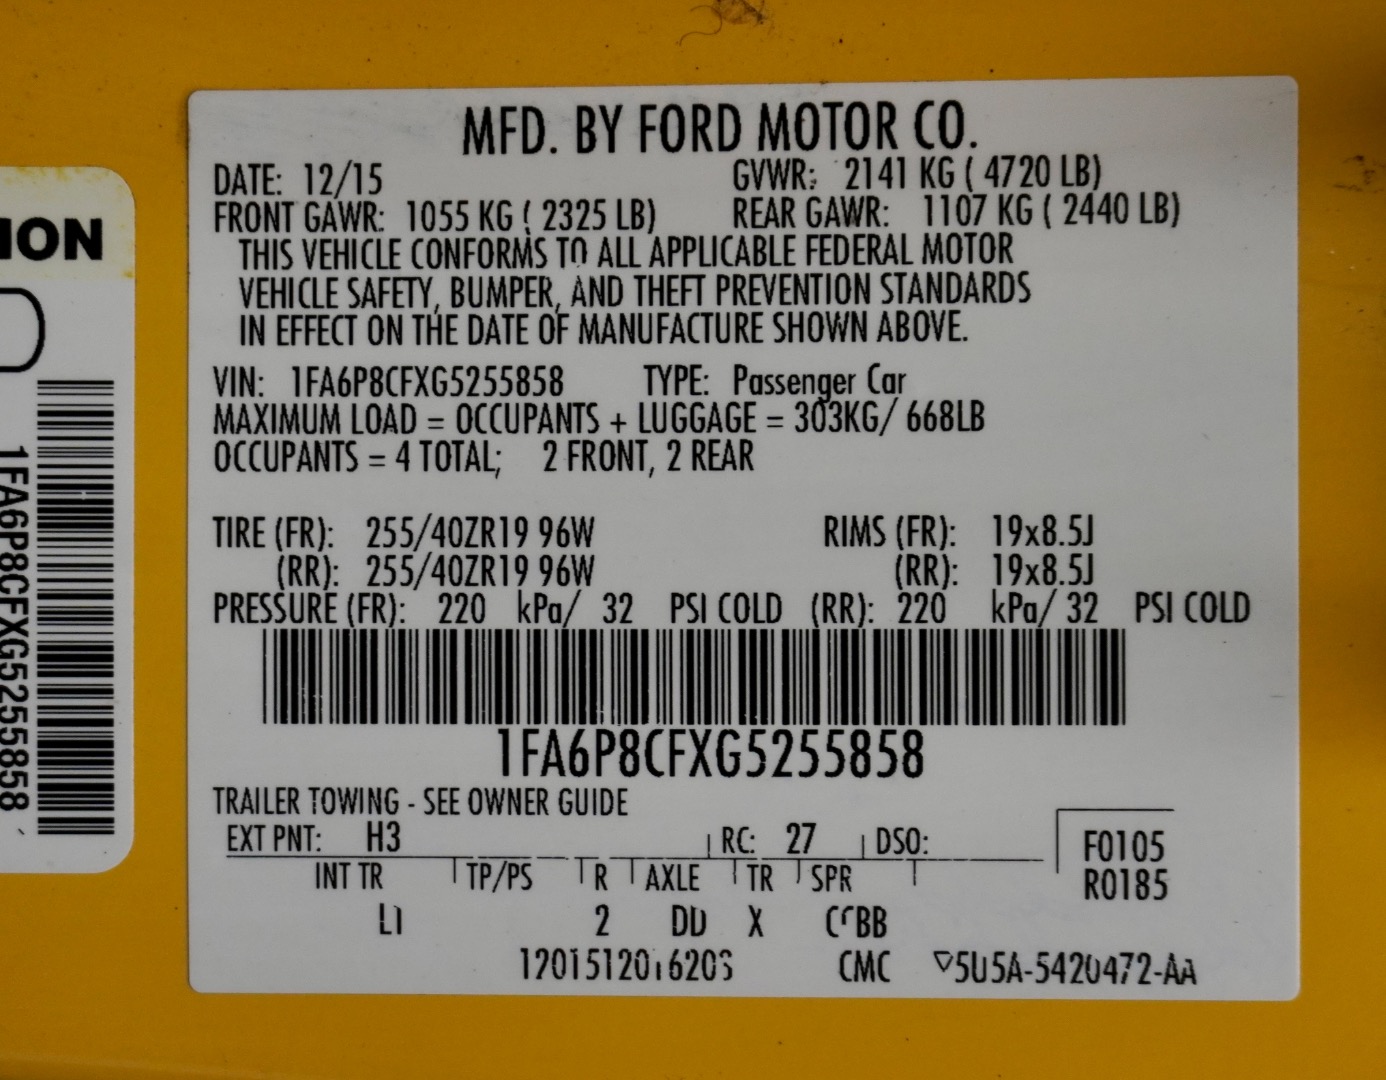 MFD. BY FORD MOTOR CO.
DATE: 12/15 GVWR: 2141 KG ( 4720 LB)
FRONT GAWR: 1055 KG ( 2325 LB) REAR GAWR: 1107 KG ( 2440 LB)
THIS VEHICLE CONFORMS TO ALL APPLICABLE FEDERAL MOTOR
VEHICLE SAFETY, BUMPER, AND THEFT PREVENTION STANDARDS
IN EFFECT ON THE DATE OF MANUFACTURE SHOWN ABOVE.
VIN: 1FA6P8CFXG5255858 TYPE: Passenger Car
MAXIMUM LOAD = OCCUPANTS + LUGGAGE = 303KG/ 668LB
OCCUPANTS = 4 TOTAL; 2 FRONT, 2 REAR
TIRE (FR): 255/40ZR19 96W RIMS (FR): 19x8.5J
(RR): 255/40ZR19 96W (RR): 19x8.5J
PRESSURE (FR): 220 kPa/ 32 PSI COLD (RR): 220 kPa/ 32 PSI COLD
1FA6P8CFXG5255858
TRAILER TOWING - SEE OWNER GUIDE
EXT PNT: H3 RC: 27 DSO: F0105
INT TR TP/PS R AXLE TR SPR R0185
2 X
CMC 5U5A-5420472-AA
ION
1FA6P8CFXG5255858